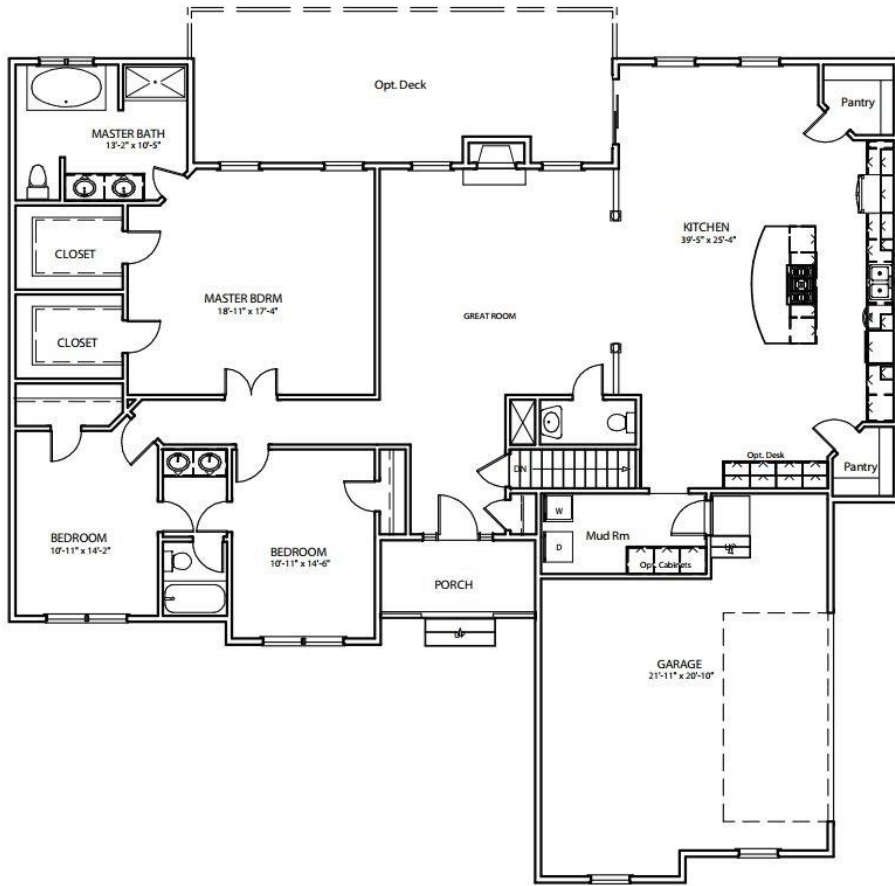 Opt. Deck
Pantry
MASTER BATH
13'-2" x 10'-5"
KITCHEN
39'-5" x 25'-4"
CLOSET
MASTER BDRM
18'-11" x 17'-4"
GREAT ROOM
CLOSET
Opt. Desk
Pantry
DN
W
Mud Rm
BEDROOM
10'-11" x 14'-2"
BEDROOM
10'-11" x 14'-6"
D
UP
Opt. Cabinets
PORCH
UP
GARAGE
21'-11" x 20'-10"